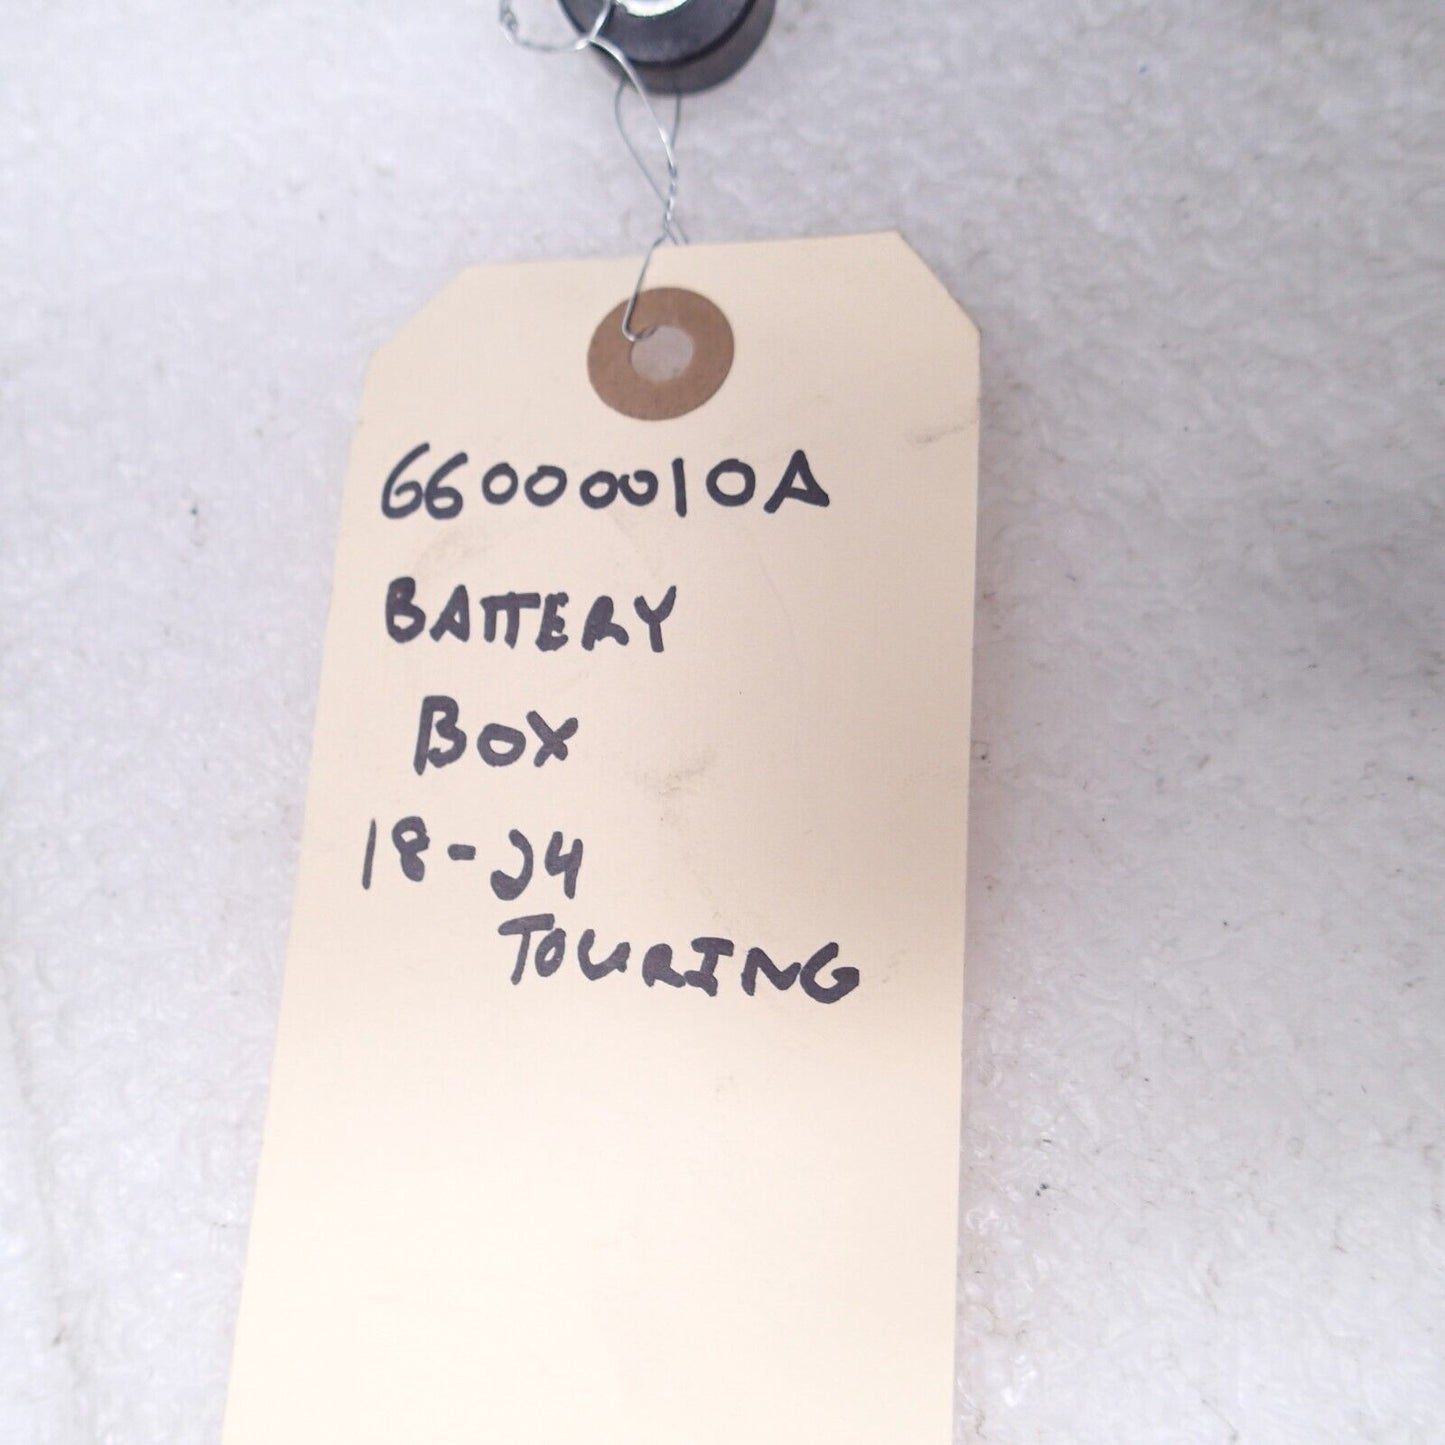 66000010A
BATTERY
BOX
18-24
TOURING